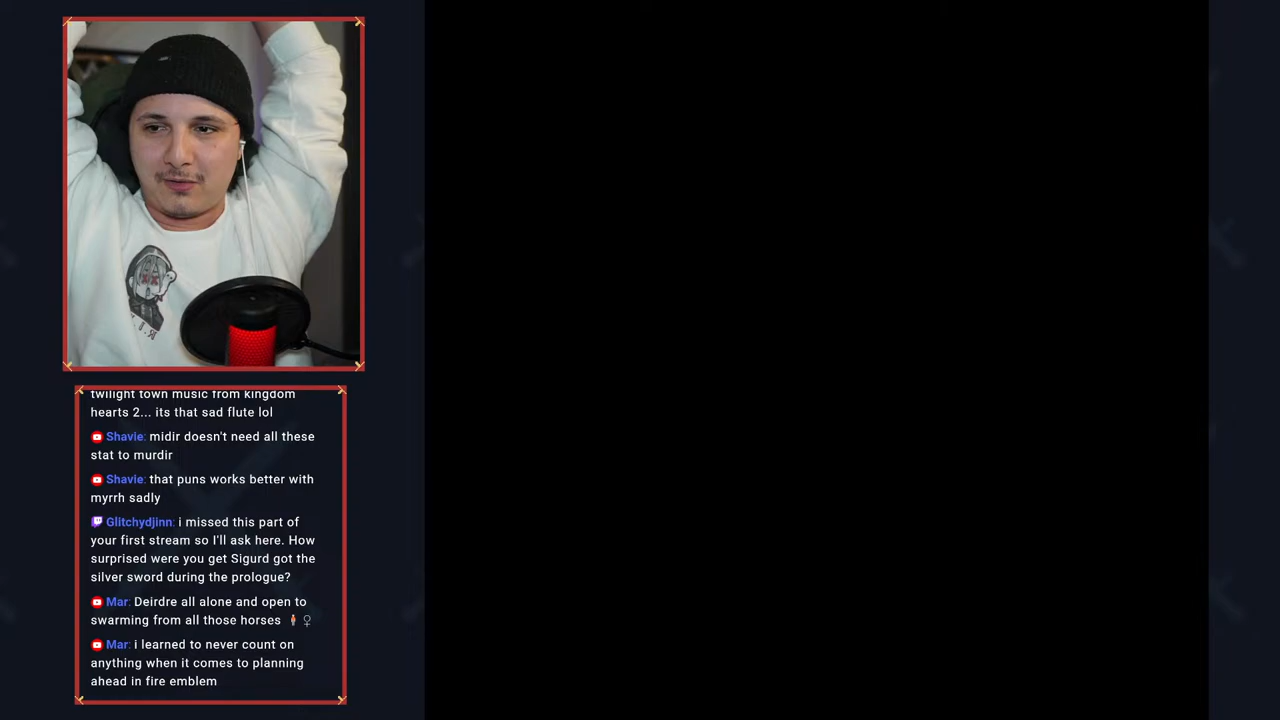 twilight town music from kingdom
hearts 2... its that sad flute lol
Shavie: midir doesn't need all these
stat to murdir
Shavie: that puns works better with
myrrh sadly
Glitchydjinn: i missed this part of
your first stream so I'll ask here. How
surprised were you get Sigurd got the
silver sword during the prologue?
Mar: Deirdre all alone and open to
swarming from all those horses 🧍♀
Mar: i learned to never count on
anything when it comes to planning
ahead in fire emblem